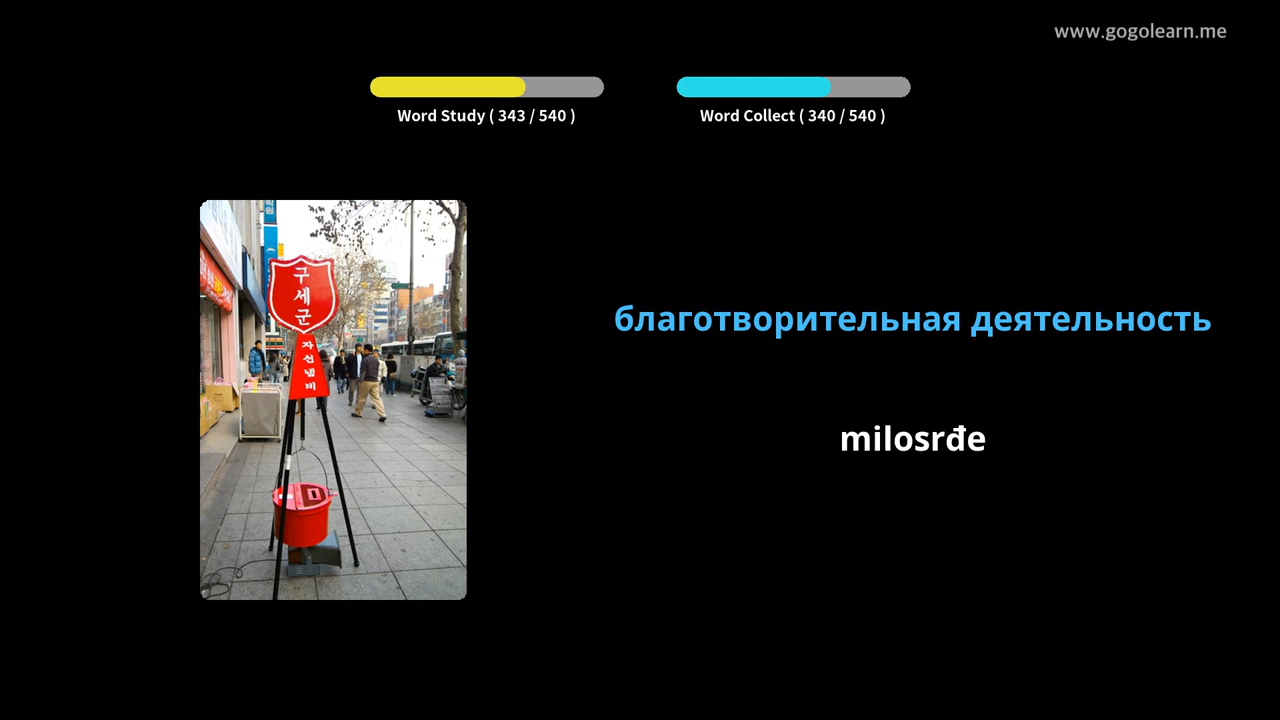 www.gogolearn.me
Word Study ( 343 / 540 )
Word Collect ( 340 / 540 )
구세군
자선냄비
благотворительная деятельность
milosrđe